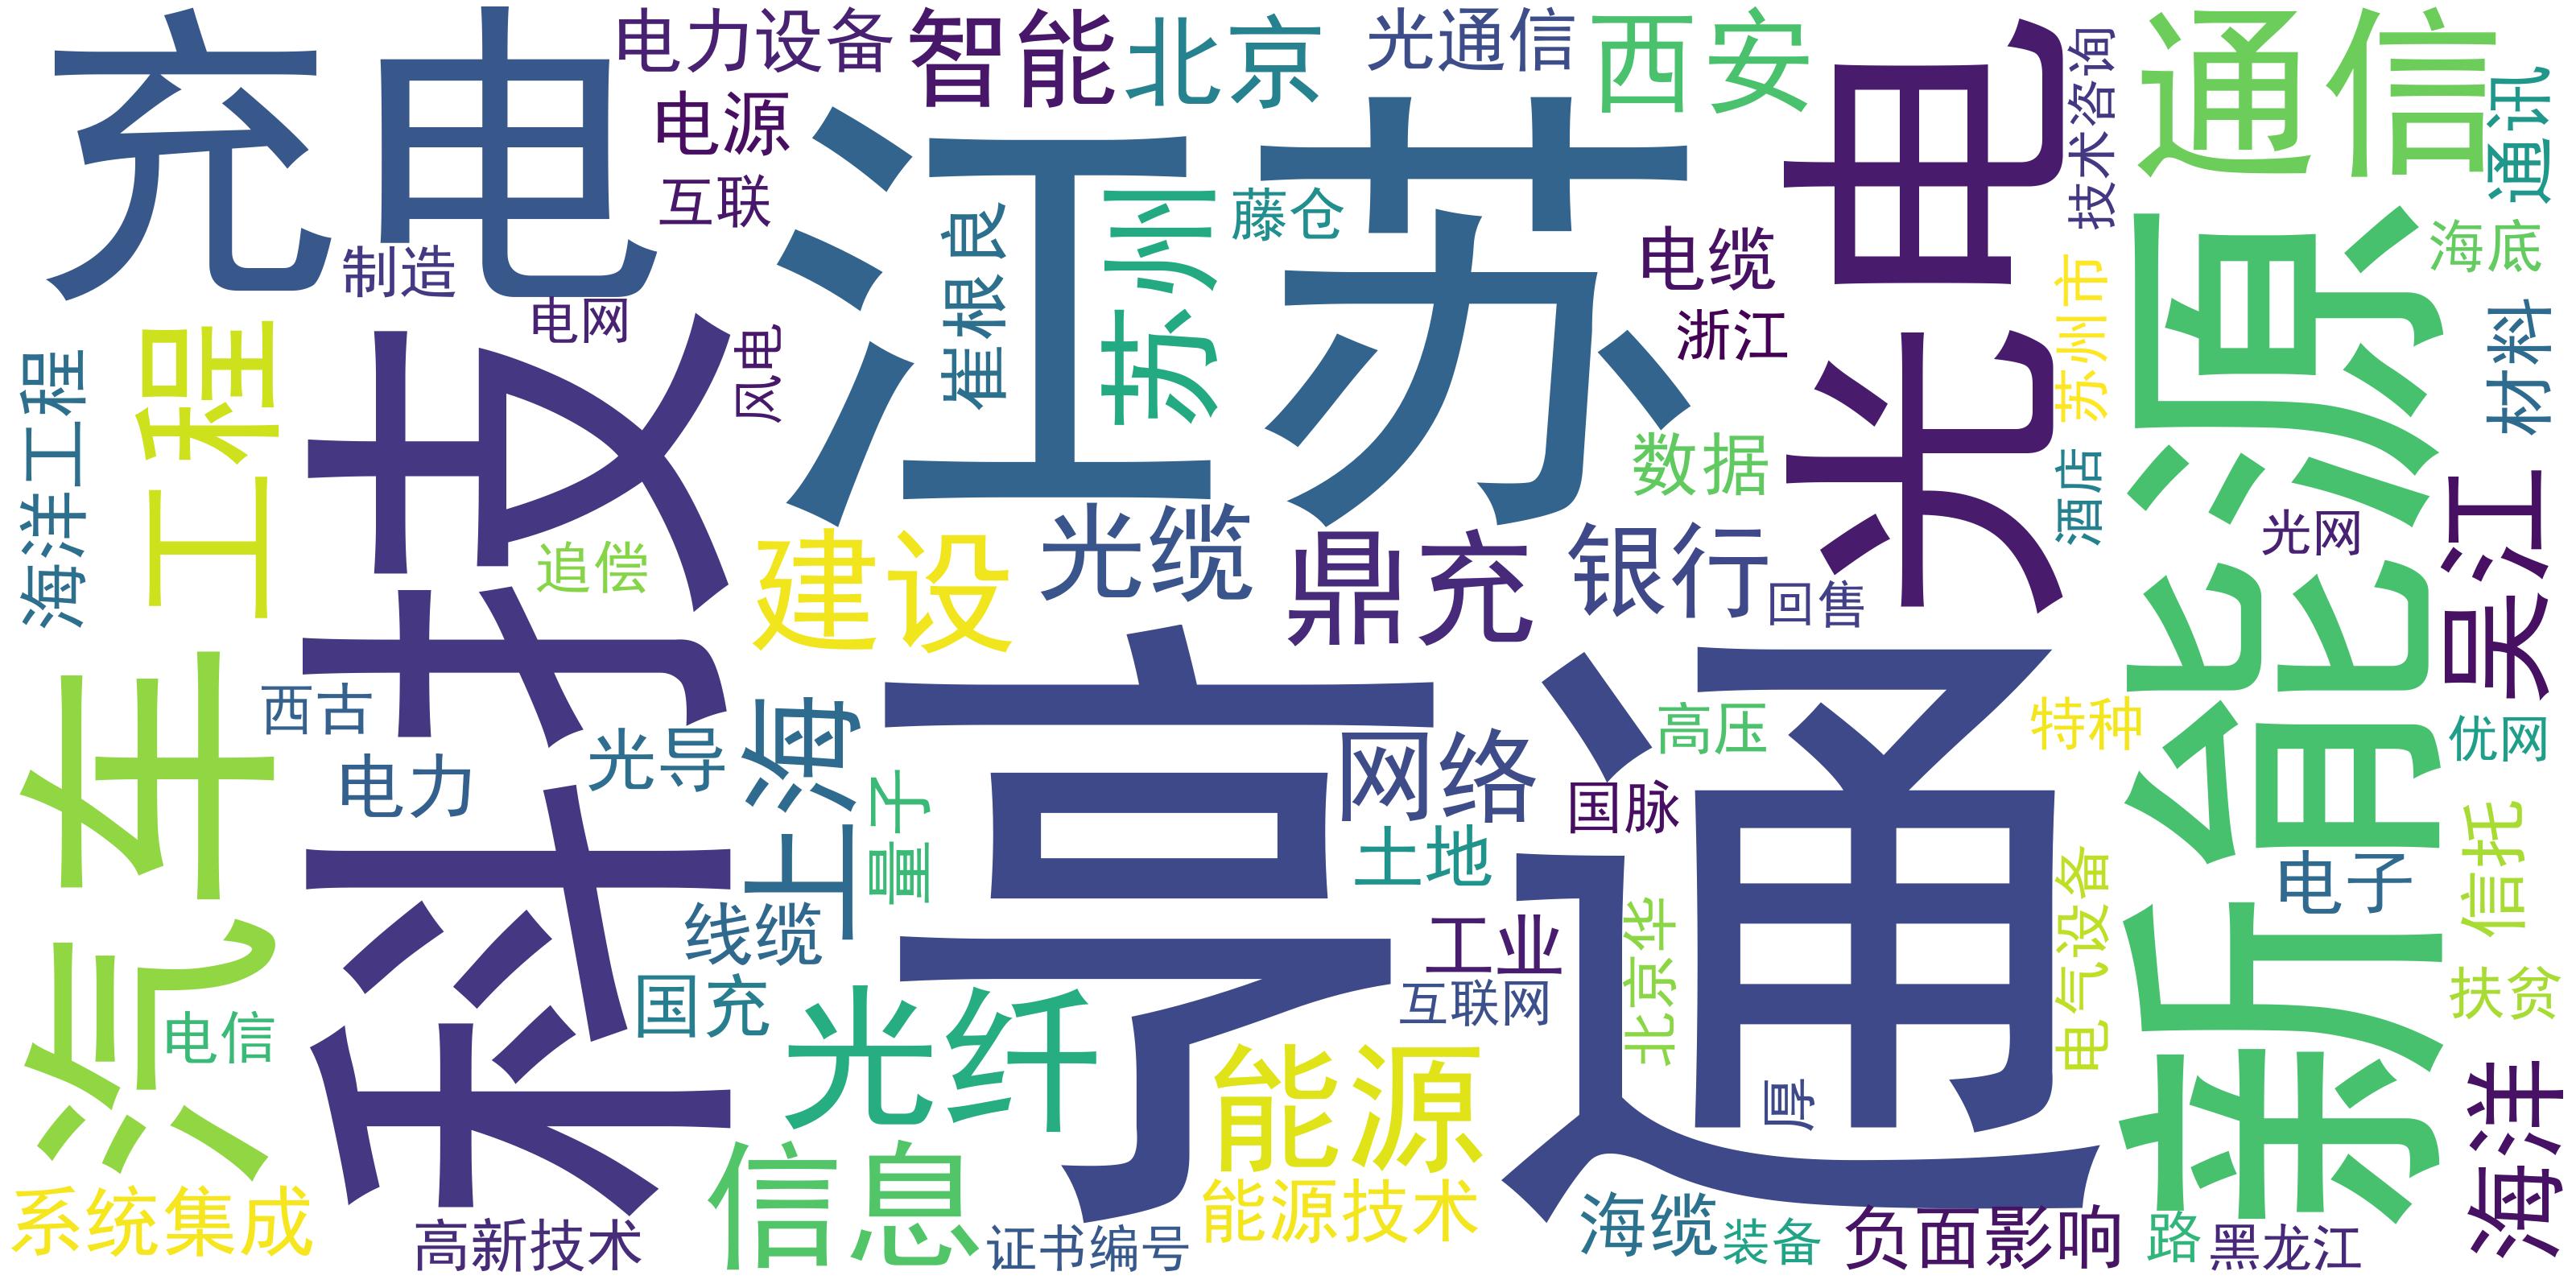 充电
电力设备
智能
北京
光通信
西安
光电
技术咨询
通信
通讯
电源
互联
江苏
苏州
藤仓
崔根良
电缆
浙江
苏州市
新能源
海底
材料
制造
电网
风电
科技
海洋工程
工程
数据
酒店
光网
吴江
追偿
建设
光缆
鼎充
银行
回售
汽车
西古
电力
光导
上海
量子
亨通
网络
高压
特种
优网
国脉
土地
电子
信托
线缆
国充
工业
互联网
北京华
电气设备
扶贫
电信
光纤
能源
厚
海洋
信息
系统集成
高新技术
证书编号
能源技术
海缆
装备
负面影响
路
黑龙江